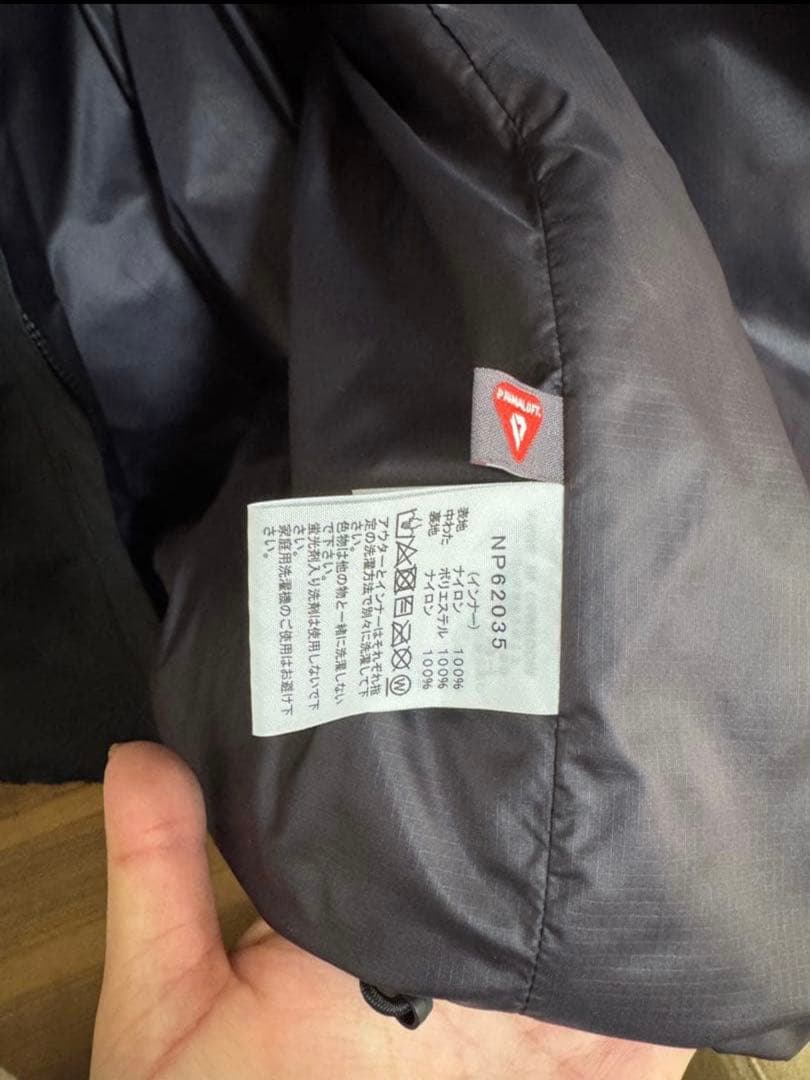 PRIMALOFT.
NP62035
(インナー)
表地 ナイロン 100%
中わた ポリエステル 100%
裏地 ナイロン 100%
W
アウターとインナーはそれぞれ指
定の洗濯方法で別々に洗濯して下
さい。
色物は他の物と一緒に洗濯しない
で下さい。
蛍光剤入り洗剤は使用しないで下
さい。
家庭用洗濯機のご使用はお避け下
さい。